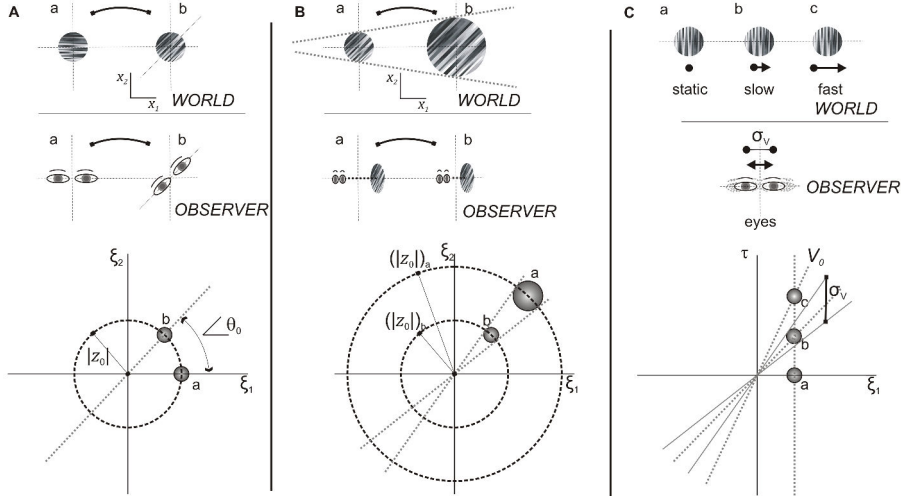 A
a
b
x₂
x₁
WORLD
a
b
OBSERVER
ξ₂
b
θ₀
|z₀|
a
ξ₁
B
a
b
x₂
x₁
WORLD
a
b
OBSERVER
(|z₀|)ₐ
ξ₂
a
(|z₀|)b
b
ξ₁
C
a
b
c
static
slow
fast
WORLD
σᵥ
OBSERVER
eyes
τ
V₀
c
σᵥ
b
a
ξ₁